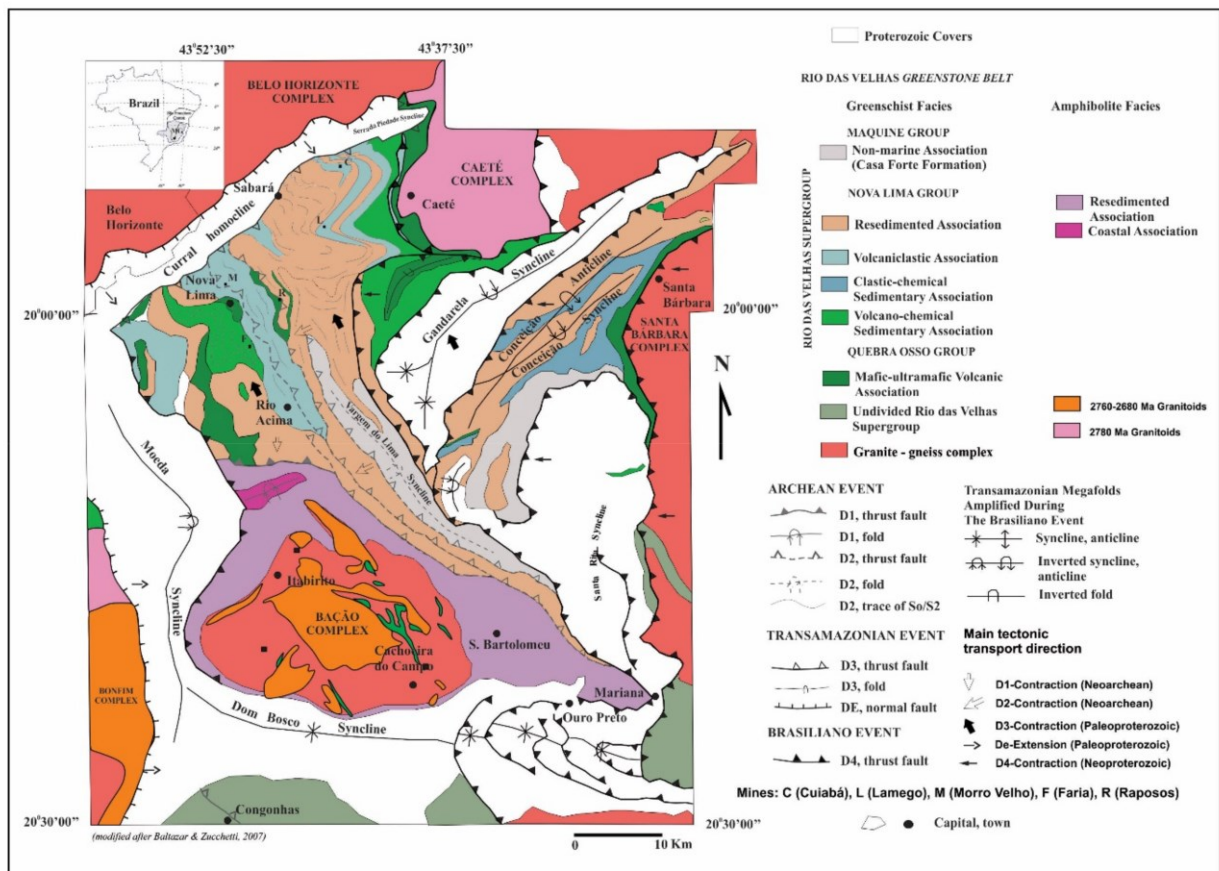 43°52'30"
43°37'30"
Brazil
BELO HORIZONTE
COMPLEX
Serra da Piedade Syncline
C
CAETÉ
COMPLEX
Sabará
Caeté
Belo
Horizonte
L
Curral homocline
M
Nova
Lima
R
Santa
Bárbara
20°00'00"
20°00'00"
SANTA
BÁRBARA
COMPLEX
Gandarela Syncline
Conceição Anticline
Conceição Syncline
N
F
Rio
Acima
Vargem do Lima
Syncline
Moeda
Syncline
Santa Rita Syncline
Itabirito
BAÇÃO
COMPLEX
S. Bartolomeu
Cachoeira
do Campo
BONFIM
COMPLEX
Mariana
Ouro Preto
Dom Bosco Syncline
Congonhas
20°30'00"
20°30'00"
(modified after Baltazar & Zucchetti, 2007)
0 10 Km
Proterozoic Covers
RIO DAS VELHAS GREENSTONE BELT
Greenschist Facies
Amphibolite Facies
RIO DAS VELHAS SUPERGROUP
MAQUINE GROUP
Non-marine Association
(Casa Forte Formation)
NOVA LIMA GROUP
Resedimented Association
Volcaniclastic Association
Clastic-chemical
Sedimentary Association
Volcano-chemical
Sedimentary Association
QUEBRA OSSO GROUP
Mafic-ultramafic Volcanic
Association
Undivided Rio das Velhas
Supergroup
Granite - gneiss complex
Resedimented
Association
Coastal Association
2760-2680 Ma Granitoids
2780 Ma Granitoids
ARCHEAN EVENT
D1, thrust fault
D1, fold
D2, thrust fault
D2, fold
D2, trace of So/S2
TRANSAMAZONIAN EVENT
D3, thrust fault
D3, fold
DE, normal fault
BRASILIANO EVENT
D4, thrust fault
Transamazonian Megafolds
Amplified During
The Brasiliano Event
Syncline, anticline
Inverted syncline,
anticline
Inverted fold
Main tectonic
transport direction
D1-Contraction (Neoarchean)
D2-Contraction (Neoarchean)
D3-Contraction (Paleoproterozoic)
De-Extension (Paleoproterozoic)
D4-Contraction (Neoproterozoic)
Mines: C (Cuiabá), L (Lamego), M (Morro Velho), F (Faria), R (Raposos)
Capital, town